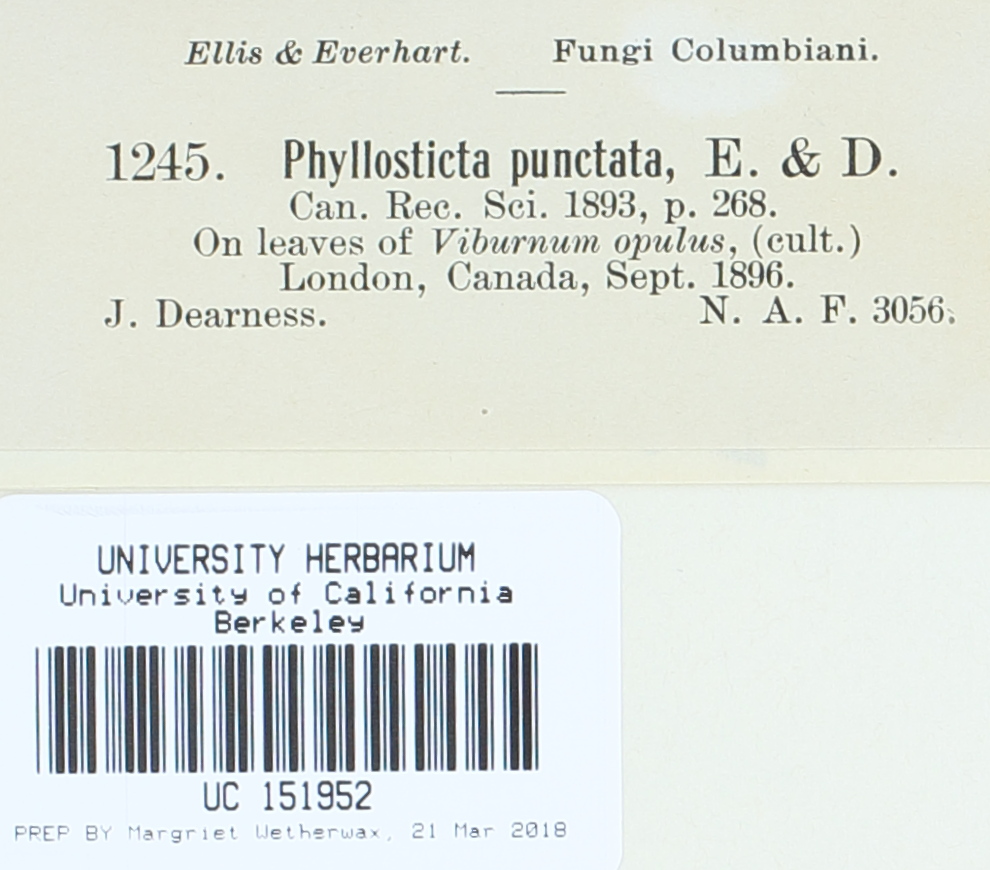 Ellis & Everhart. Fungi Columbiani.
1245. Phyllosticta punctata, E. & D.
Can. Rec. Sci. 1893, p. 268.
On leaves of Viburnum opulus, (cult.)
London, Canada, Sept. 1896.
J. Dearness. N. A. F. 3056.
UNIVERSITY HERBARIUM
University of California
Berkeley
UC 151952
PREP BY Margriet Wetherwax, 21 Mar 2018